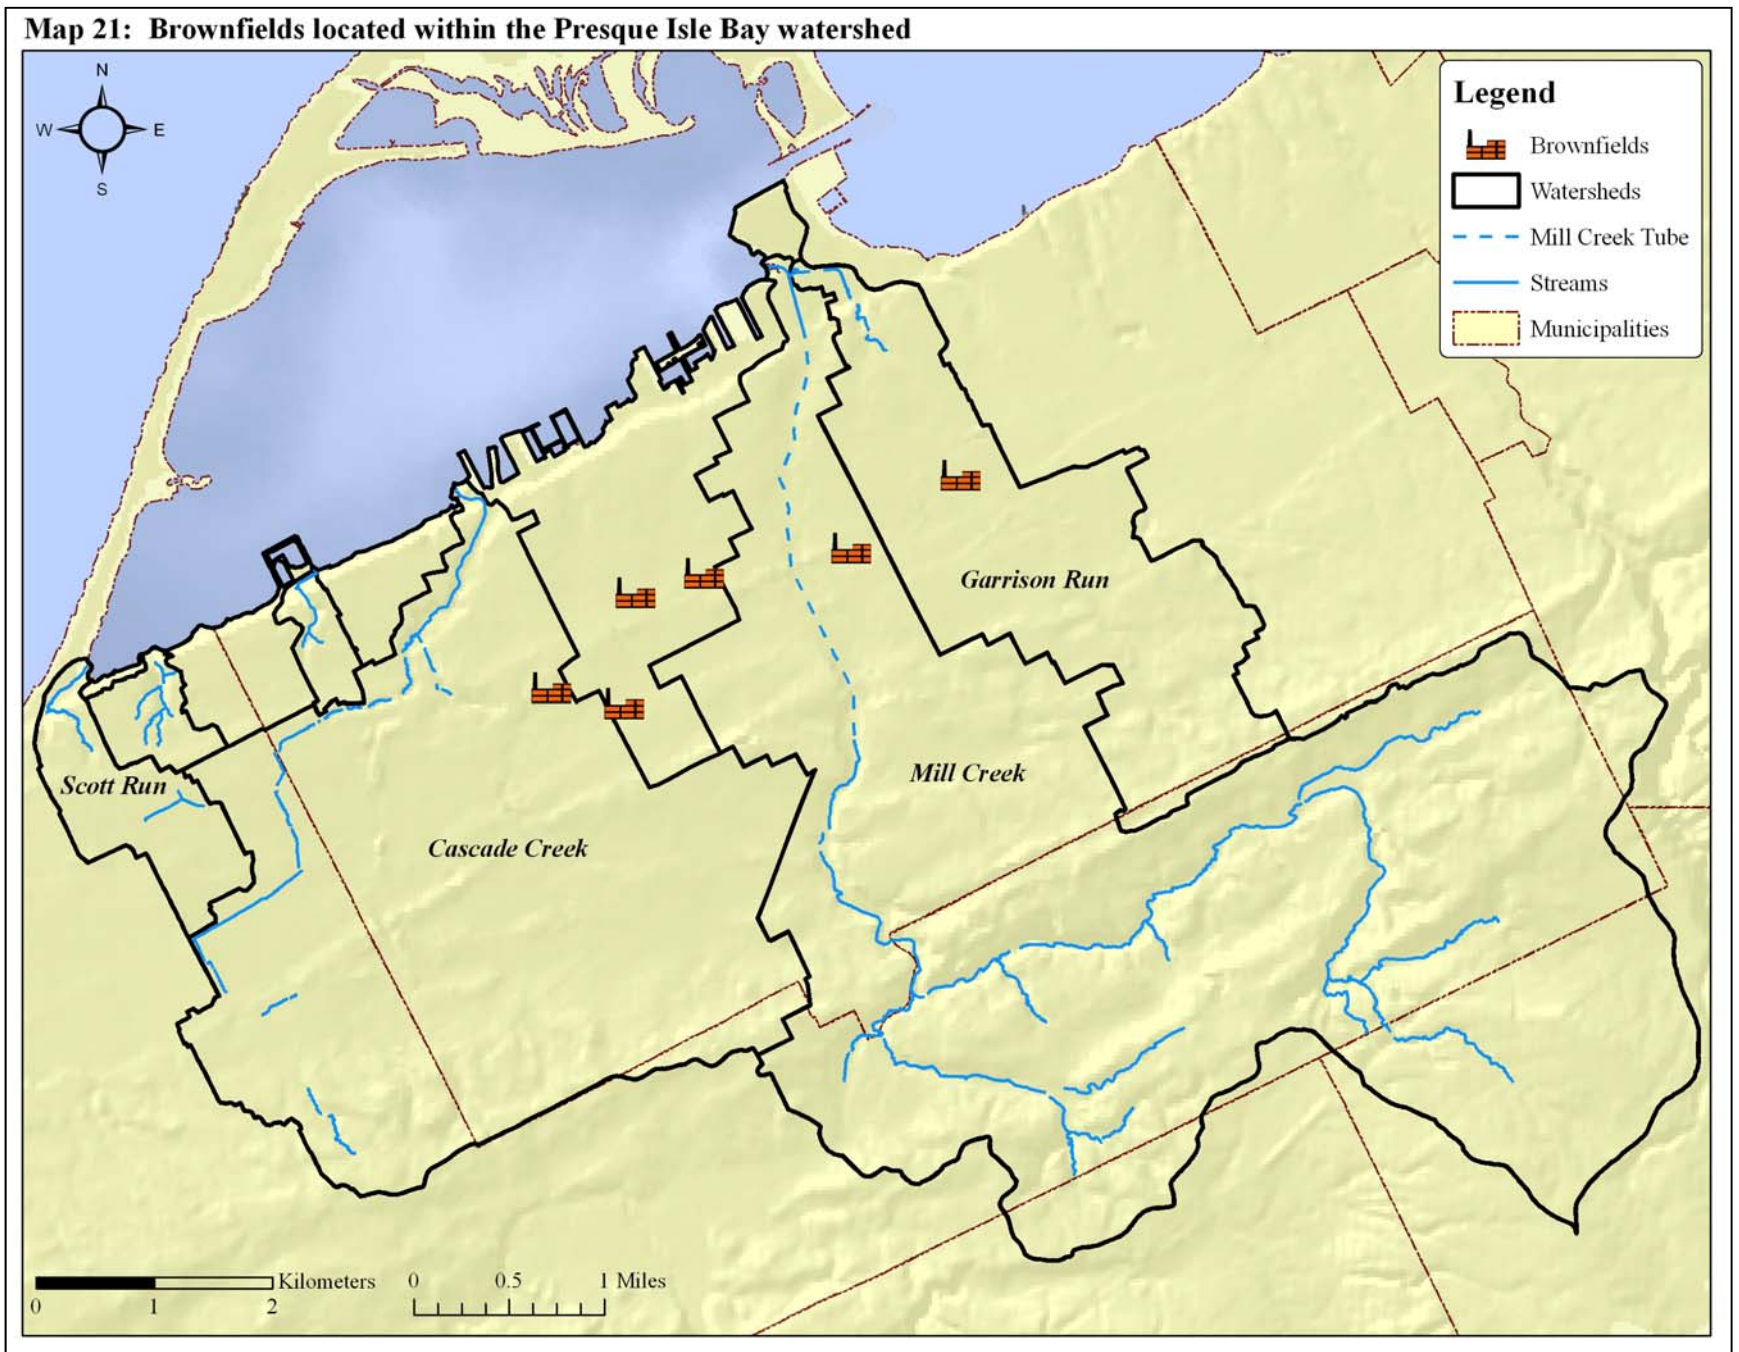 Map 21:  Brownfields located within the Presque Isle Bay watershed
N
W E
S
Legend
Brownfields
Watersheds
Mill Creek Tube
Streams
Municipalities
Garrison Run
Mill Creek
Scott Run
Cascade Creek
Kilometers
0 1 2
0 0.5 1 Miles